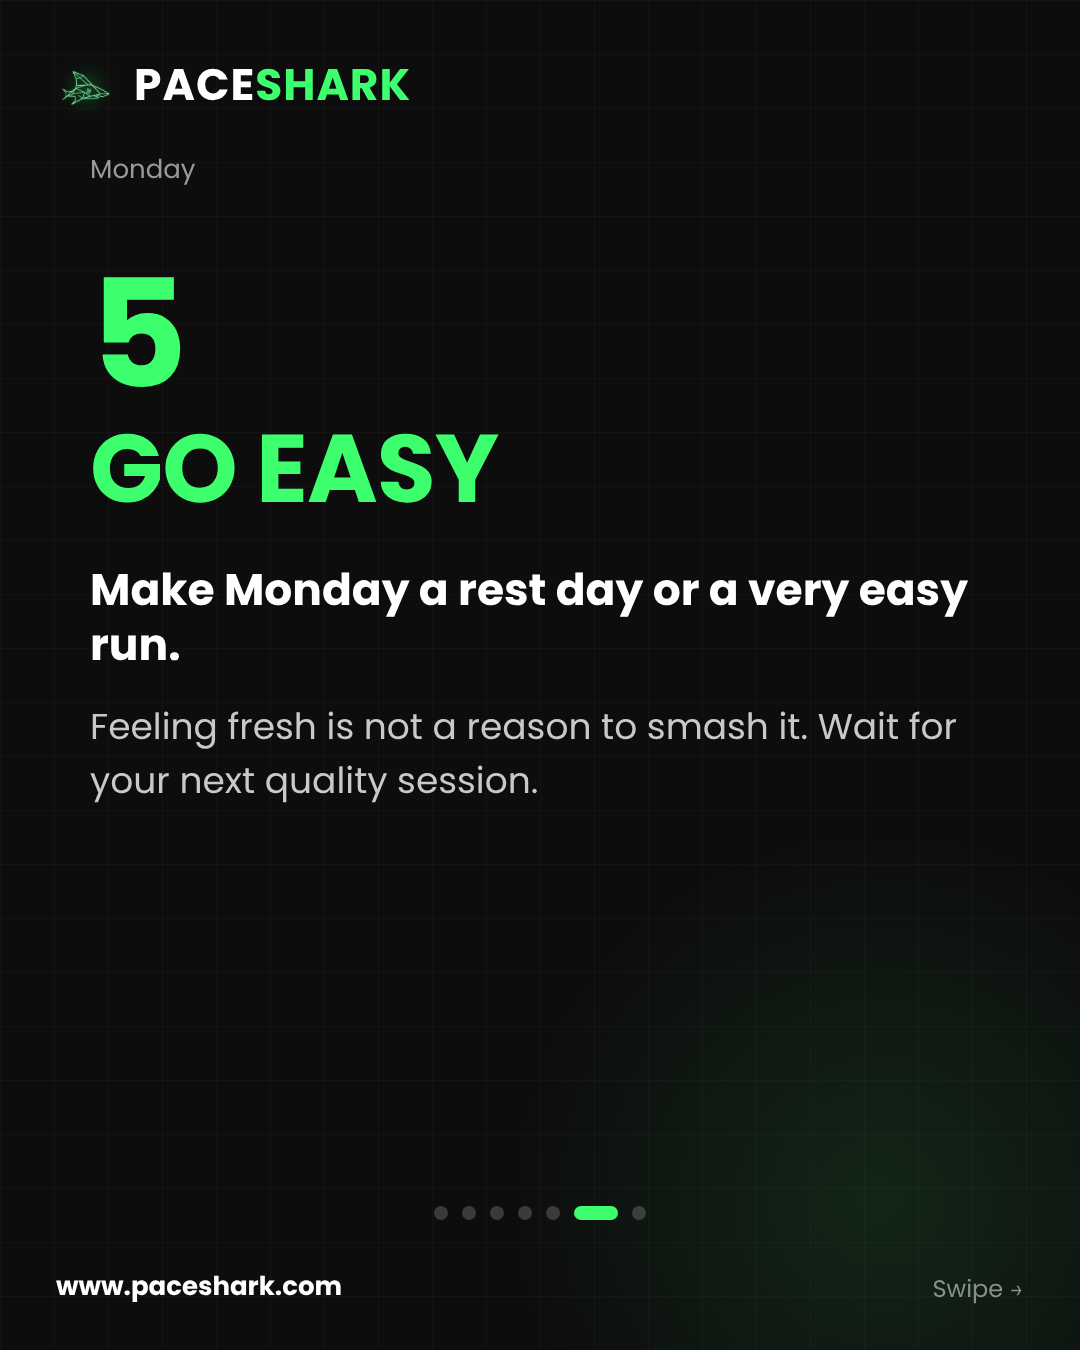 PACESHARK
Monday
5
GO EASY
Make Monday a rest day or a very easy
run.
Feeling fresh is not a reason to smash it. Wait for
your next quality session.
www.paceshark.com
Swipe →